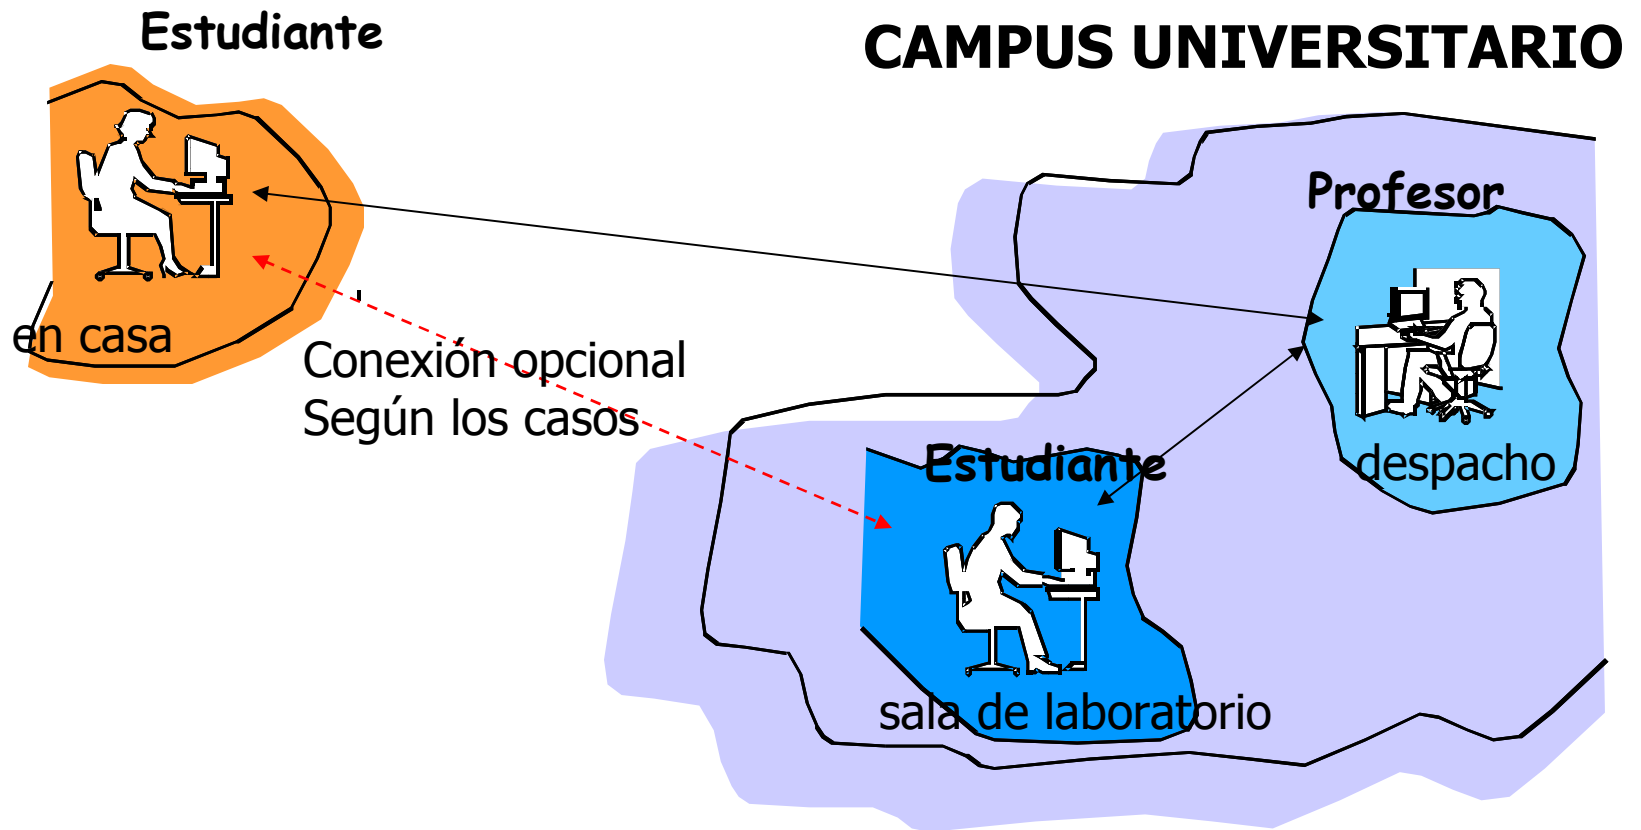 Estudiante
CAMPUS UNIVERSITARIO
Profesor
en casa
Conexión opcional
Según los casos
Estudiante
despacho
sala de laboratorio